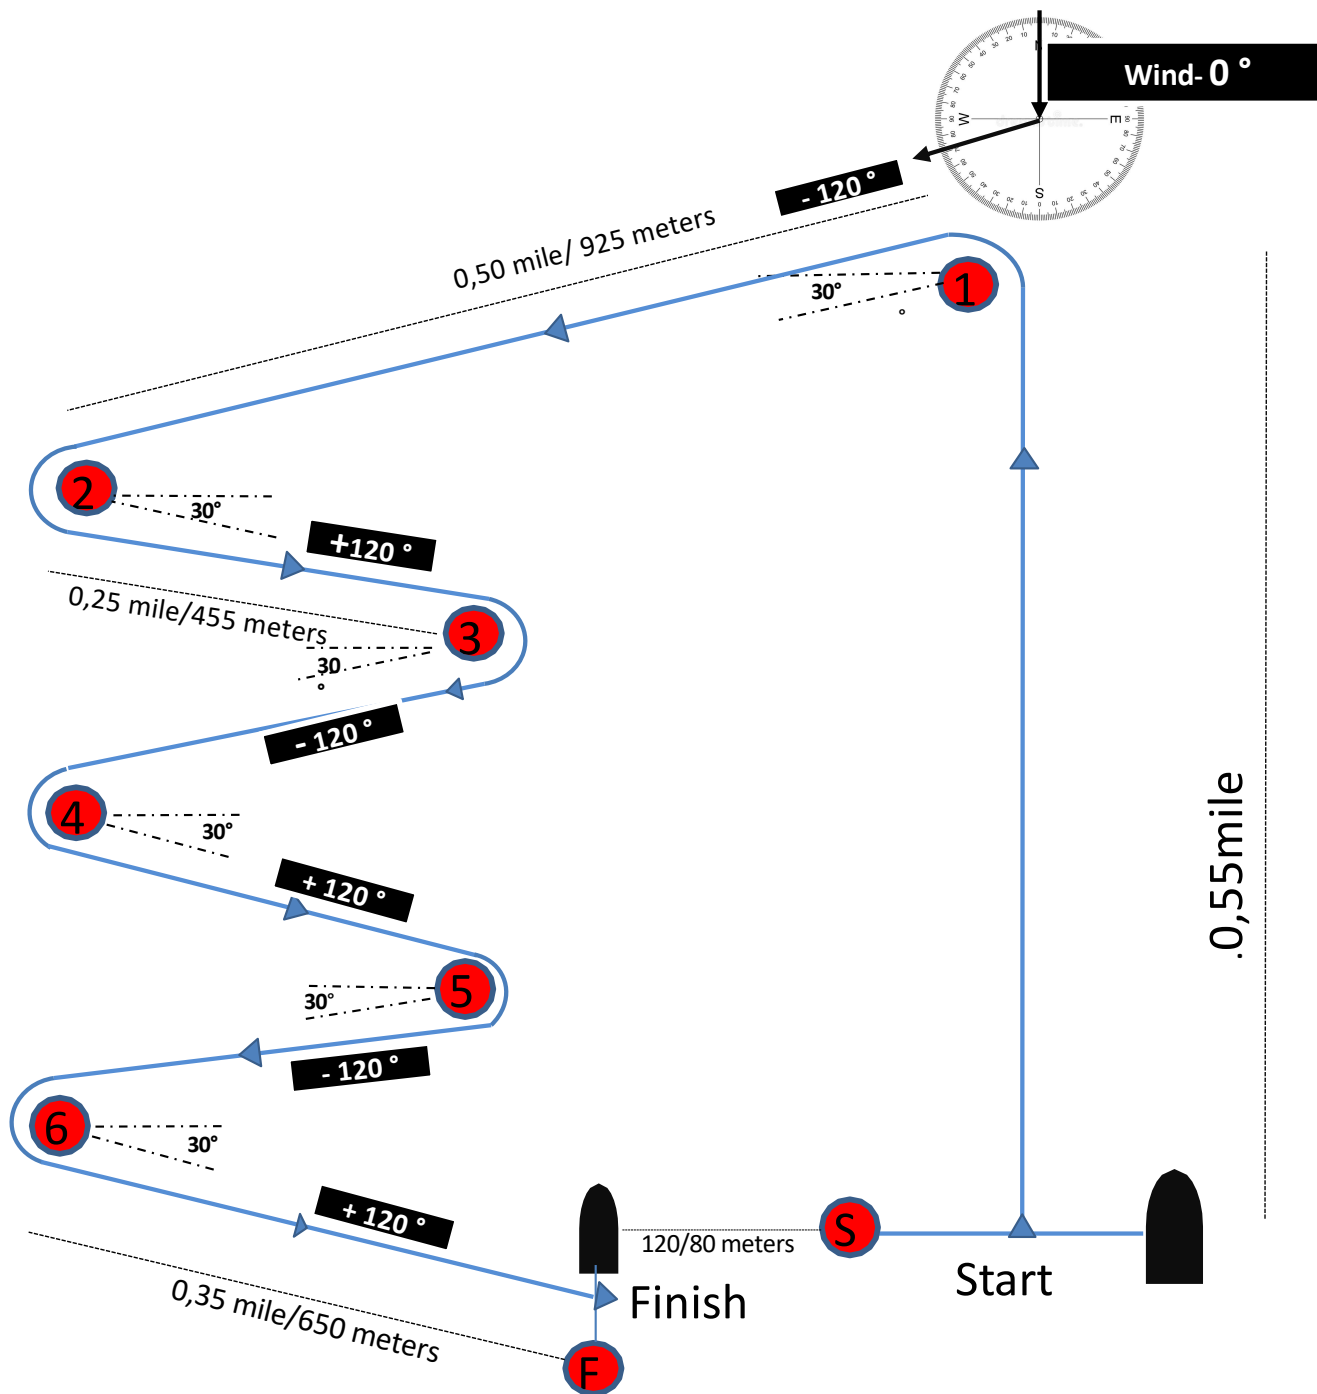 N
W
E
S
Wind- 0 °
- 120 °
0,50 mile/ 925 meters
1
30°
°
2
30°
+120 °
0,25 mile/455 meters
3
30
°
- 120 °
4
30°
+ 120 °
.0,55mile
5
30°
- 120 °
6
30°
+ 120 °
S
120/80 meters
Start
Finish
0,35 mile/650 meters
F